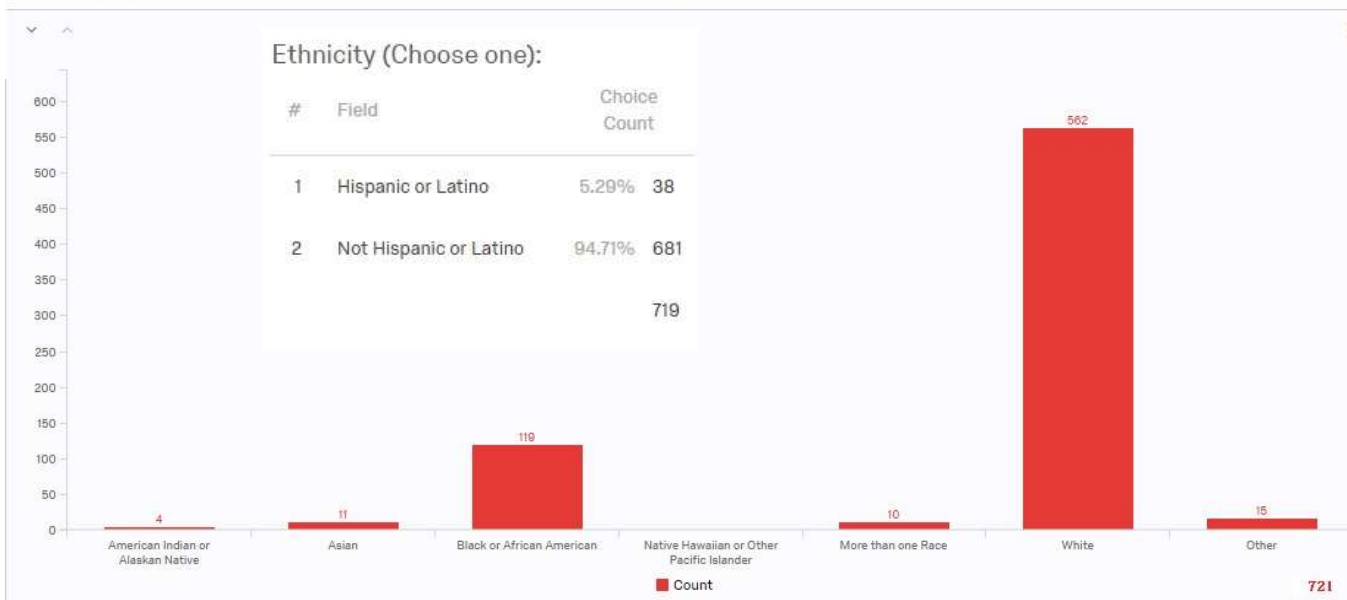 Ethnicity (Choose one):
# Field Choice Count
1 Hispanic or Latino 5.29% 38
2 Not Hispanic or Latino 94.71% 681
719
600
550
500
450
400
350
300
250
200
150
100
50
0
4
11
119
10
562
15
American Indian or
Alaskan Native
Asian
Black or African American
Native Hawaiian or Other
Pacific Islander
More than one Race
White
Other
Count
721